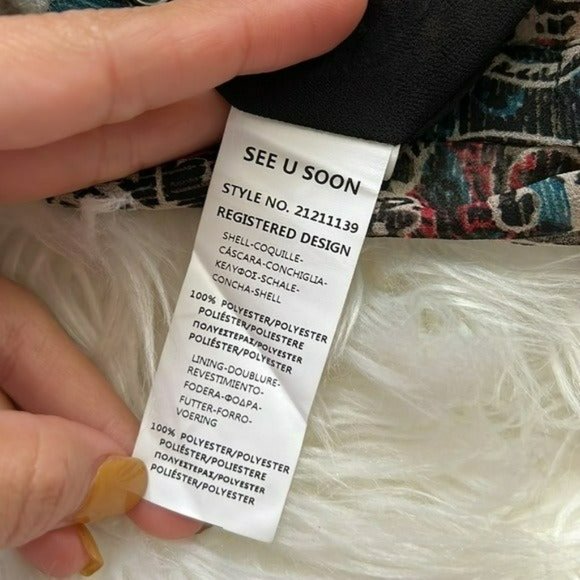 SEE U SOON
STYLE NO. 21211139
REGISTERED DESIGN
SHELL-COQUILLE-
CÁSCARA-CONCHIGLIA-
ΚΕΛΥΦΟΣ-SCHALE-
CONCHA-SHELL
100% POLYESTER/POLYESTER
POLIÉSTER/POLIESTERE
ΠΟΛΥΕΣΤΕΡΑΣ/POLYESTER
POLIÉSTER/POLYESTER
LINING-DOUBLURE-
REVESTIMIENTO-
FODERA-ΦΟΔΡΑ-
FUTTER-FORRO-
VOERING
100% POLYESTER/POLYESTER
POLIÉSTER/POLIESTERE
ΠΟΛΥΕΣΤΕΡΑΣ/POLYESTER
POLIÉSTER/POLYESTER